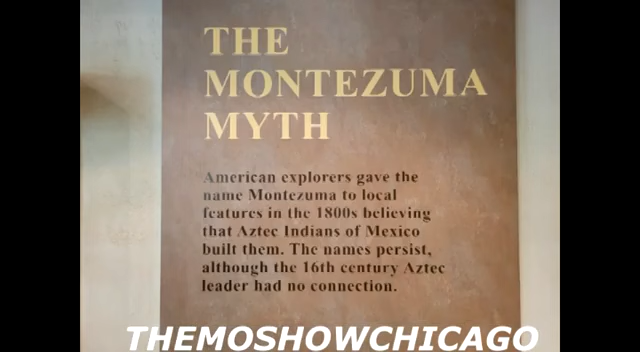 THE
MONTEZUMA
MYTH
American explorers gave the
name Montezuma to local
features in the 1800s believing
that Aztec Indians of Mexico
built them. The names persist,
although the 16th century Aztec
leader had no connection.
THEMOSHOWCHICAGO